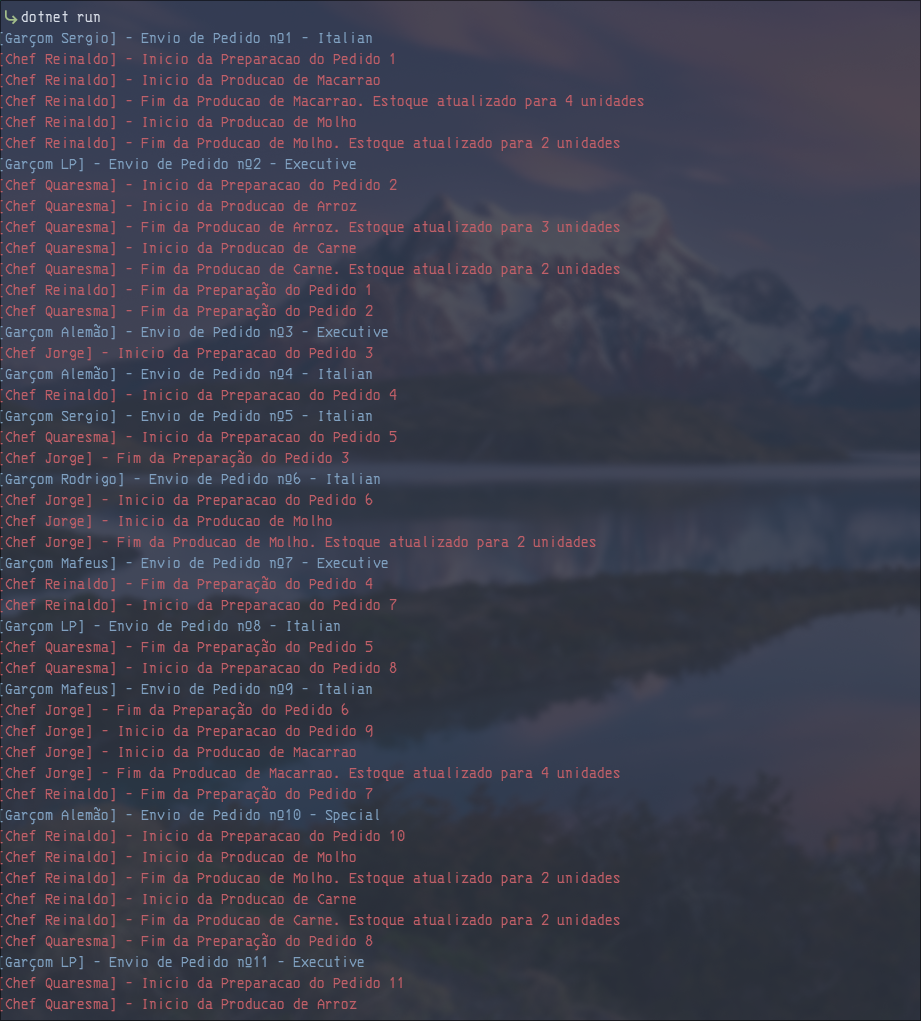 dotnet run
[Garçom Sergio] - Envio de Pedido nº1 - Italian
[Chef Reinaldo] - Inicio da Preparacao do Pedido 1
[Chef Reinaldo] - Inicio da Producao de Macarrao
[Chef Reinaldo] - Fim da Producao de Macarrao. Estoque atualizado para 4 unidades
[Chef Reinaldo] - Inicio da Producao de Molho
[Chef Reinaldo] - Fim da Producao de Molho. Estoque atualizado para 2 unidades
[Garçom LP] - Envio de Pedido nº2 - Executive
[Chef Quaresma] - Inicio da Preparacao do Pedido 2
[Chef Quaresma] - Inicio da Producao de Arroz
[Chef Quaresma] - Fim da Producao de Arroz. Estoque atualizado para 3 unidades
[Chef Quaresma] - Inicio da Producao de Carne
[Chef Quaresma] - Fim da Producao de Carne. Estoque atualizado para 2 unidades
[Chef Reinaldo] - Fim da Preparação do Pedido 1
[Chef Quaresma] - Fim da Preparação do Pedido 2
[Garçom Alemão] - Envio de Pedido nº3 - Executive
[Chef Jorge] - Inicio da Preparacao do Pedido 3
[Garçom Alemão] - Envio de Pedido nº4 - Italian
[Chef Reinaldo] - Inicio da Preparacao do Pedido 4
[Garçom Sergio] - Envio de Pedido nº5 - Italian
[Chef Quaresma] - Inicio da Preparacao do Pedido 5
[Chef Jorge] - Fim da Preparação do Pedido 3
[Garçom Rodrigo] - Envio de Pedido nº6 - Italian
[Chef Jorge] - Inicio da Preparacao do Pedido 6
[Chef Jorge] - Inicio da Producao de Molho
[Chef Jorge] - Fim da Producao de Molho. Estoque atualizado para 2 unidades
[Garçom Mafeus] - Envio de Pedido nº7 - Executive
[Chef Reinaldo] - Fim da Preparação do Pedido 4
[Chef Reinaldo] - Inicio da Preparacao do Pedido 7
[Garçom LP] - Envio de Pedido nº8 - Italian
[Chef Quaresma] - Fim da Preparação do Pedido 5
[Chef Quaresma] - Inicio da Preparacao do Pedido 8
[Garçom Mafeus] - Envio de Pedido nº9 - Italian
[Chef Jorge] - Fim da Preparação do Pedido 6
[Chef Jorge] - Inicio da Preparacao do Pedido 9
[Chef Jorge] - Inicio da Producao de Macarrao
[Chef Jorge] - Fim da Producao de Macarrao. Estoque atualizado para 4 unidades
[Chef Reinaldo] - Fim da Preparação do Pedido 7
[Garçom Alemão] - Envio de Pedido nº10 - Special
[Chef Reinaldo] - Inicio da Preparacao do Pedido 10
[Chef Reinaldo] - Inicio da Producao de Molho
[Chef Reinaldo] - Fim da Producao de Molho. Estoque atualizado para 2 unidades
[Chef Reinaldo] - Inicio da Producao de Carne
[Chef Reinaldo] - Fim da Producao de Carne. Estoque atualizado para 2 unidades
[Chef Quaresma] - Fim da Preparação do Pedido 8
[Garçom LP] - Envio de Pedido nº11 - Executive
[Chef Quaresma] - Inicio da Preparacao do Pedido 11
[Chef Quaresma] - Inicio da Producao de Arroz